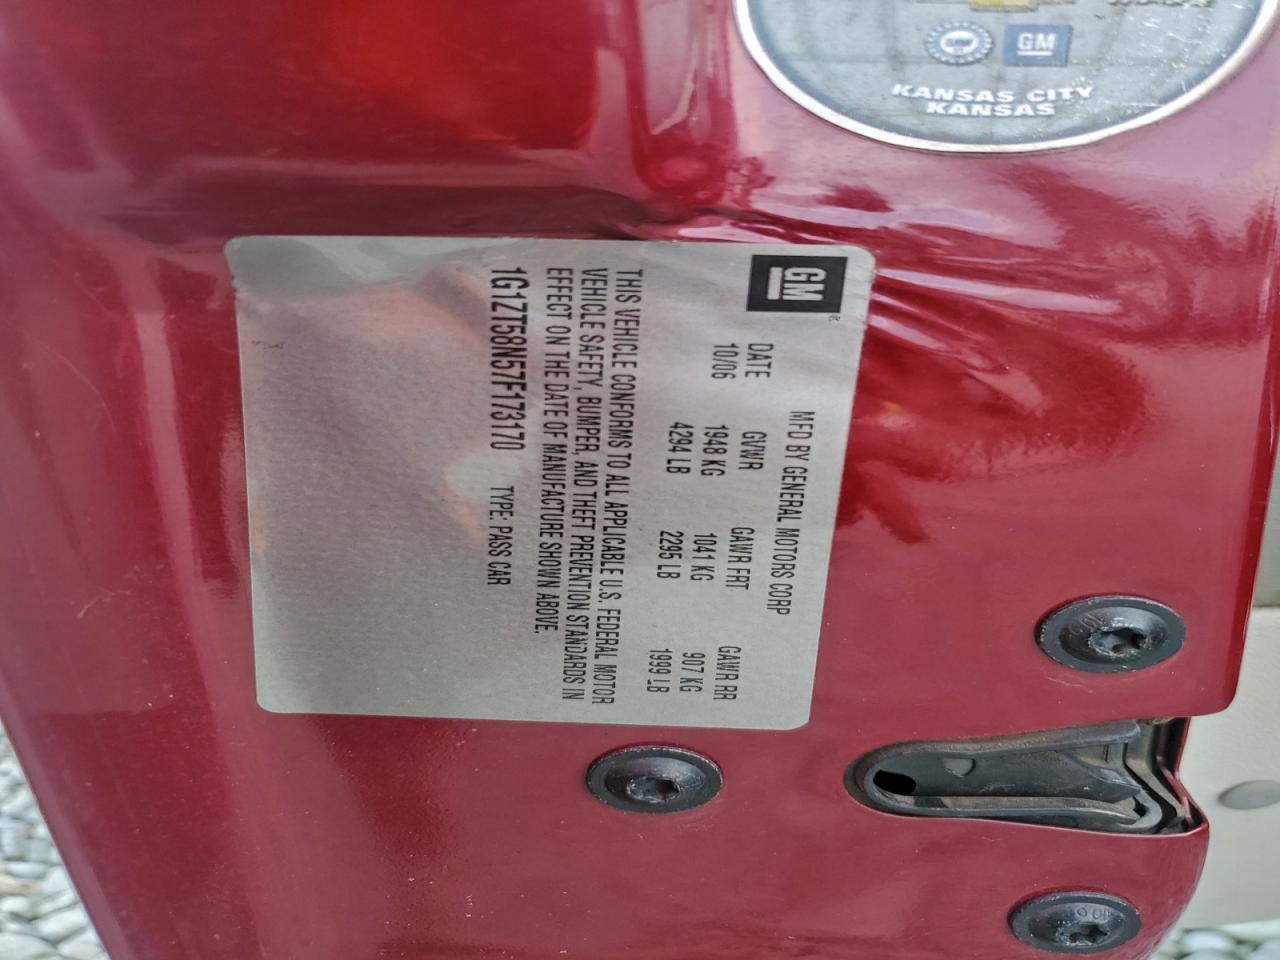 GM
KANSAS CITY
KANSAS
GM
MFD BY GENERAL MOTORS CORP
DATE GVWR GAWR FRT GAWR RR
10/06 1948 KG 1041 KG 907 KG
4294 LB 2295 LB 1999 LB
THIS VEHICLE CONFORMS TO ALL APPLICABLE U.S. FEDERAL MOTOR
VEHICLE SAFETY, BUMPER, AND THEFT PREVENTION STANDARDS IN
EFFECT ON THE DATE OF MANUFACTURE SHOWN ABOVE.
1G1ZT58N57F173170 TYPE: PASS CAR